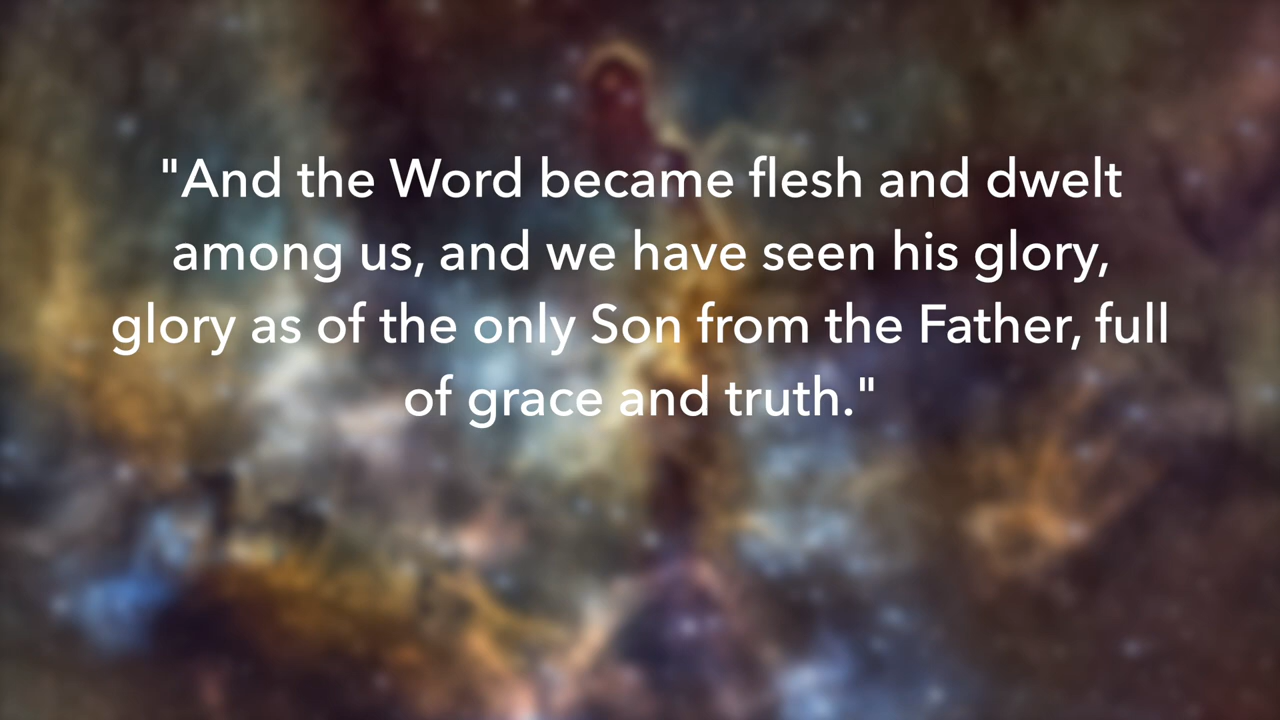 "And the Word became flesh and dwelt
among us, and we have seen his glory,
glory as of the only Son from the Father, full
of grace and truth."